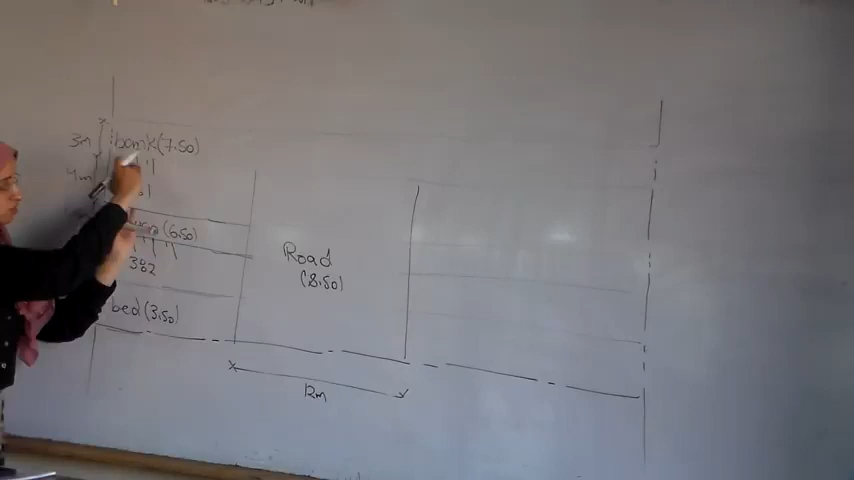 3m
bank (7.50)
4m
(6.50)
382
bed (3.50)
Road
(8.50)
12m